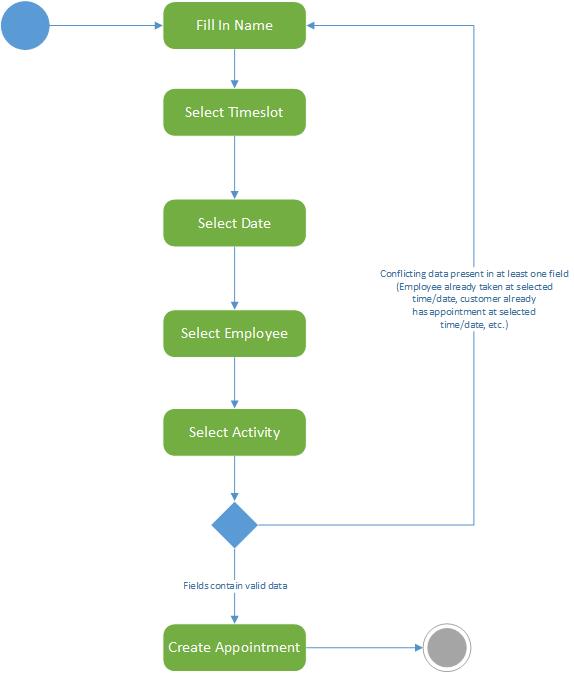 Fill In Name
Select Timeslot
Select Date
Conflicting data present in at least one field
(Employee already taken at selected
time/date, customer already
has appointment at selected
time/date, etc.)
Select Employee
Select Activity
Fields contain valid data
Create Appointment